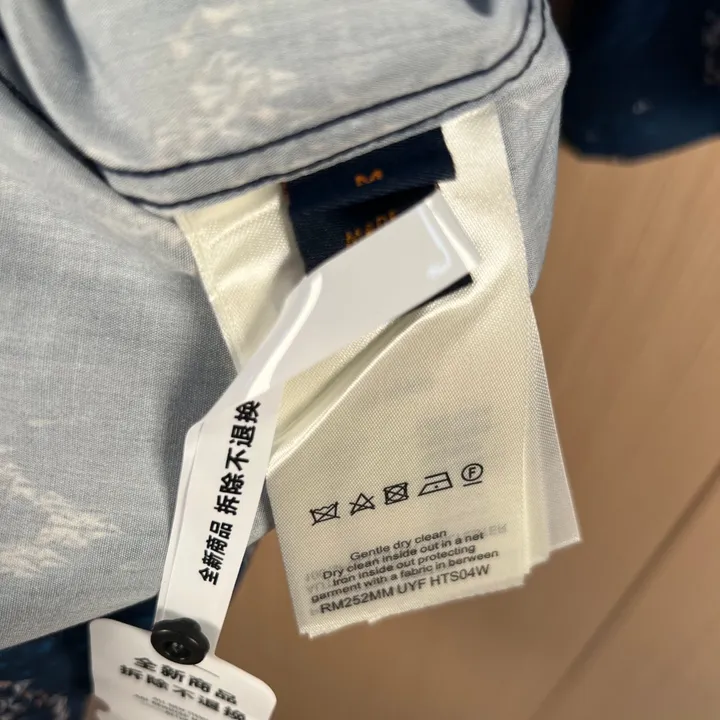 M
MADE
全新商品 拆除不退换
Gentle dry clean
Dry clean inside out in a net
Iron inside out protecting
garment with a fabric in berween
RM252MM UYF HTS04W
全新商品
拆除不退换